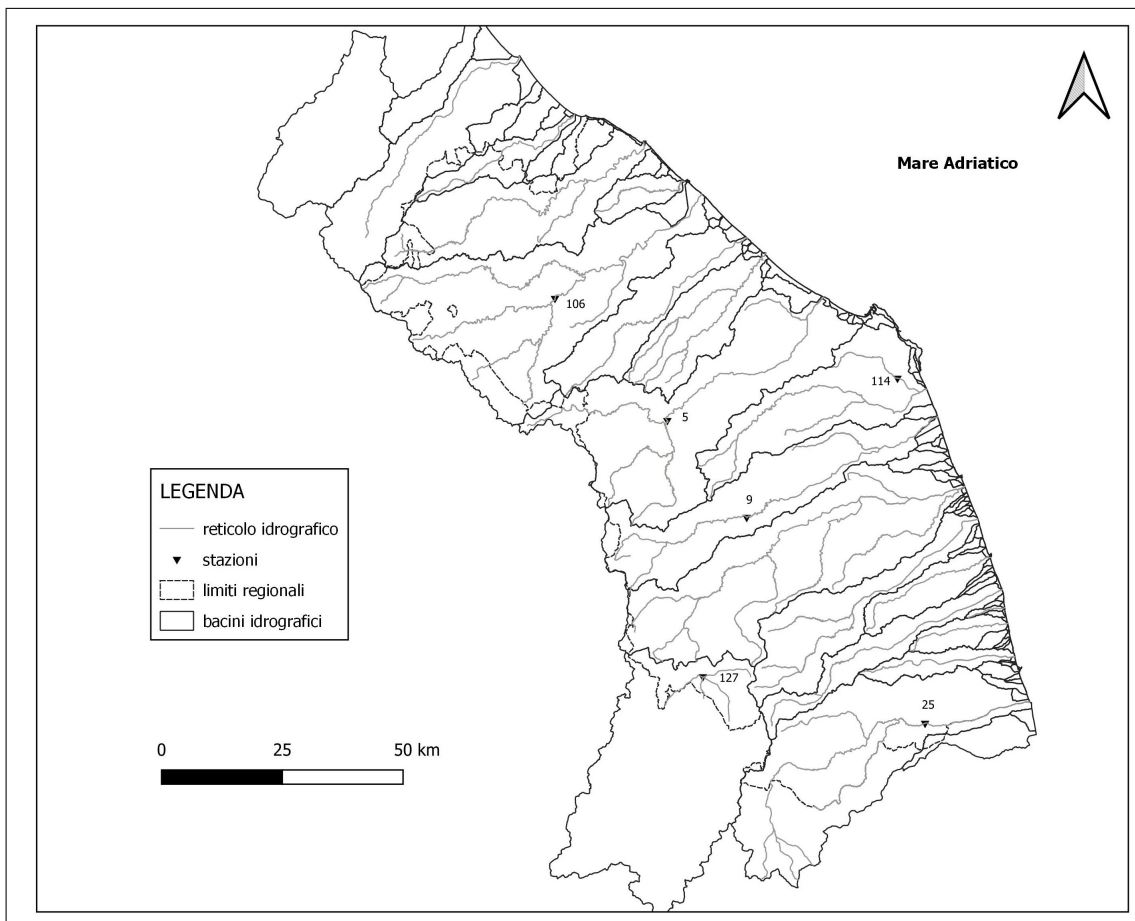 Mare Adriatico
106
114
5
9
127
25
LEGENDA
reticolo idrografico
stazioni
limiti regionali
bacini idrografici
0 25 50 km